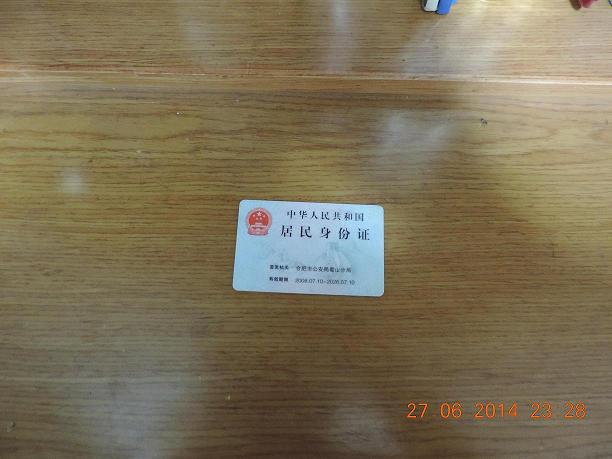 中华人民共和国
居民身份证
签发机关 合肥市公安局蜀山分局
有效期限 2008.07.10-2028.07.10
27 06 2014 23 28